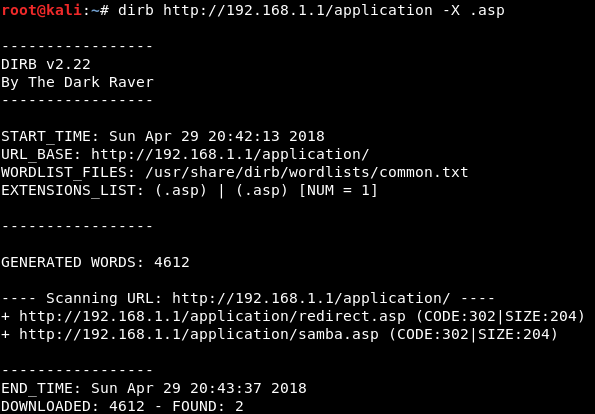 root@kali:~# dirb http://192.168.1.1/application -X .asp
-----------------
DIRB v2.22
By The Dark Raver
-----------------
START_TIME: Sun Apr 29 20:42:13 2018
URL_BASE: http://192.168.1.1/application/
WORDLIST_FILES: /usr/share/dirb/wordlists/common.txt
EXTENSIONS_LIST: (.asp) | (.asp) [NUM = 1]
-----------------
GENERATED WORDS: 4612
---- Scanning URL: http://192.168.1.1/application/ ----
+ http://192.168.1.1/application/redirect.asp (CODE:302|SIZE:204)
+ http://192.168.1.1/application/samba.asp (CODE:302|SIZE:204)
-----------------
END_TIME: Sun Apr 29 20:43:37 2018
DOWNLOADED: 4612 - FOUND: 2